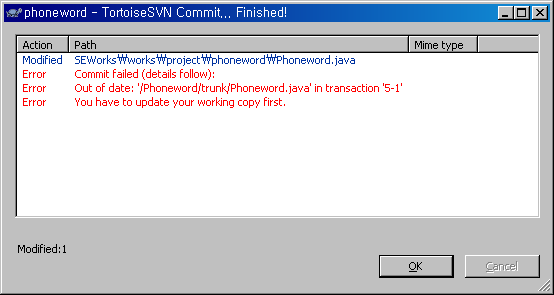 phoneword - TortoiseSVN Commit... Finished!
Action Path Mime type
Modified SEWorks₩works₩project₩phoneword₩Phoneword.java
Error Commit failed (details follow):
Error Out of date: '/Phoneword/trunk/Phoneword.java' in transaction '5-1'
Error You have to update your working copy first.
Modified:1
OK Cancel